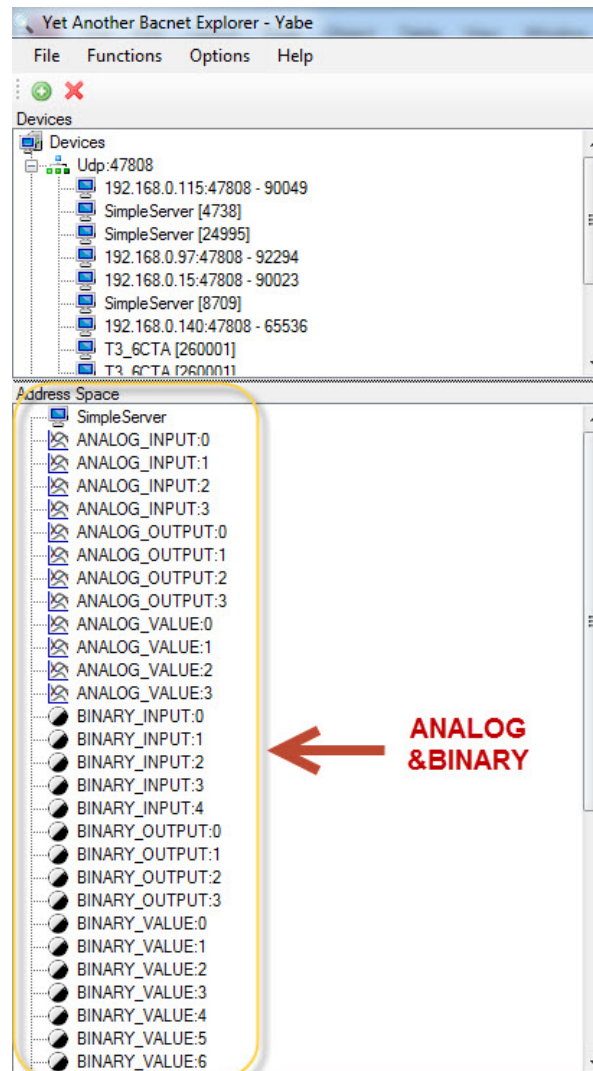 Yet Another Bacnet Explorer - Yabe
File Functions Options Help
Devices
Devices
Udp:47808
192.168.0.115:47808 - 90049
SimpleServer [4738]
SimpleServer [24995]
192.168.0.97:47808 - 92294
192.168.0.15:47808 - 90023
SimpleServer [8709]
192.168.0.140:47808 - 65536
T3_6CTA [260001]
T3_6CTA [260001]
Address Space
SimpleServer
ANALOG_INPUT:0
ANALOG_INPUT:1
ANALOG_INPUT:2
ANALOG_INPUT:3
ANALOG_OUTPUT:0
ANALOG_OUTPUT:1
ANALOG_OUTPUT:2
ANALOG_OUTPUT:3
ANALOG_VALUE:0
ANALOG_VALUE:1
ANALOG_VALUE:2
ANALOG_VALUE:3
BINARY_INPUT:0
BINARY_INPUT:1
BINARY_INPUT:2
BINARY_INPUT:3
BINARY_INPUT:4
BINARY_OUTPUT:0
BINARY_OUTPUT:1
BINARY_OUTPUT:2
BINARY_OUTPUT:3
BINARY_VALUE:0
BINARY_VALUE:1
BINARY_VALUE:2
BINARY_VALUE:3
BINARY_VALUE:4
BINARY_VALUE:5
BINARY_VALUE:6
ANALOG
&BINARY